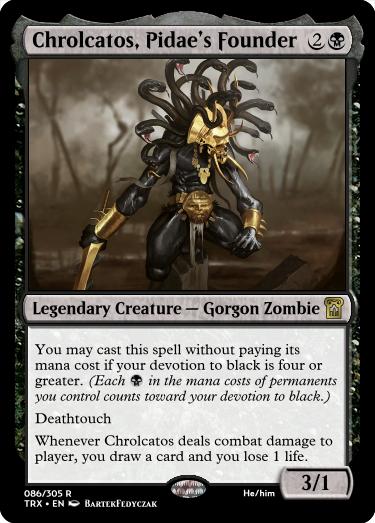 Chrolcatos, Pidae's Founder 2
Legendary Creature — Gorgon Zombie
You may cast this spell without paying its
mana cost if your devotion to black is four or
greater. (Each in the mana costs of permanents
you control counts toward your devotion to black.)
Deathtouch
Whenever Chrolcatos deals combat damage to
player, you draw a card and you lose 1 life.
3/1
086/305 R
He/him
TRX • EN BartekFedyczak